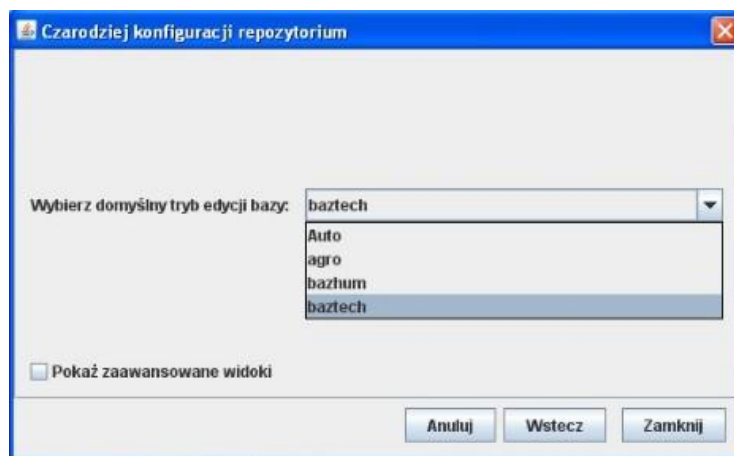 Czarodziej konfiguracji repozytorium
Wybierz domyślny tryb edycji bazy: baztech
Auto
agro
bazhum
baztech
Pokaż zaawansowane widoki
Anuluj Wstecz Zamknij